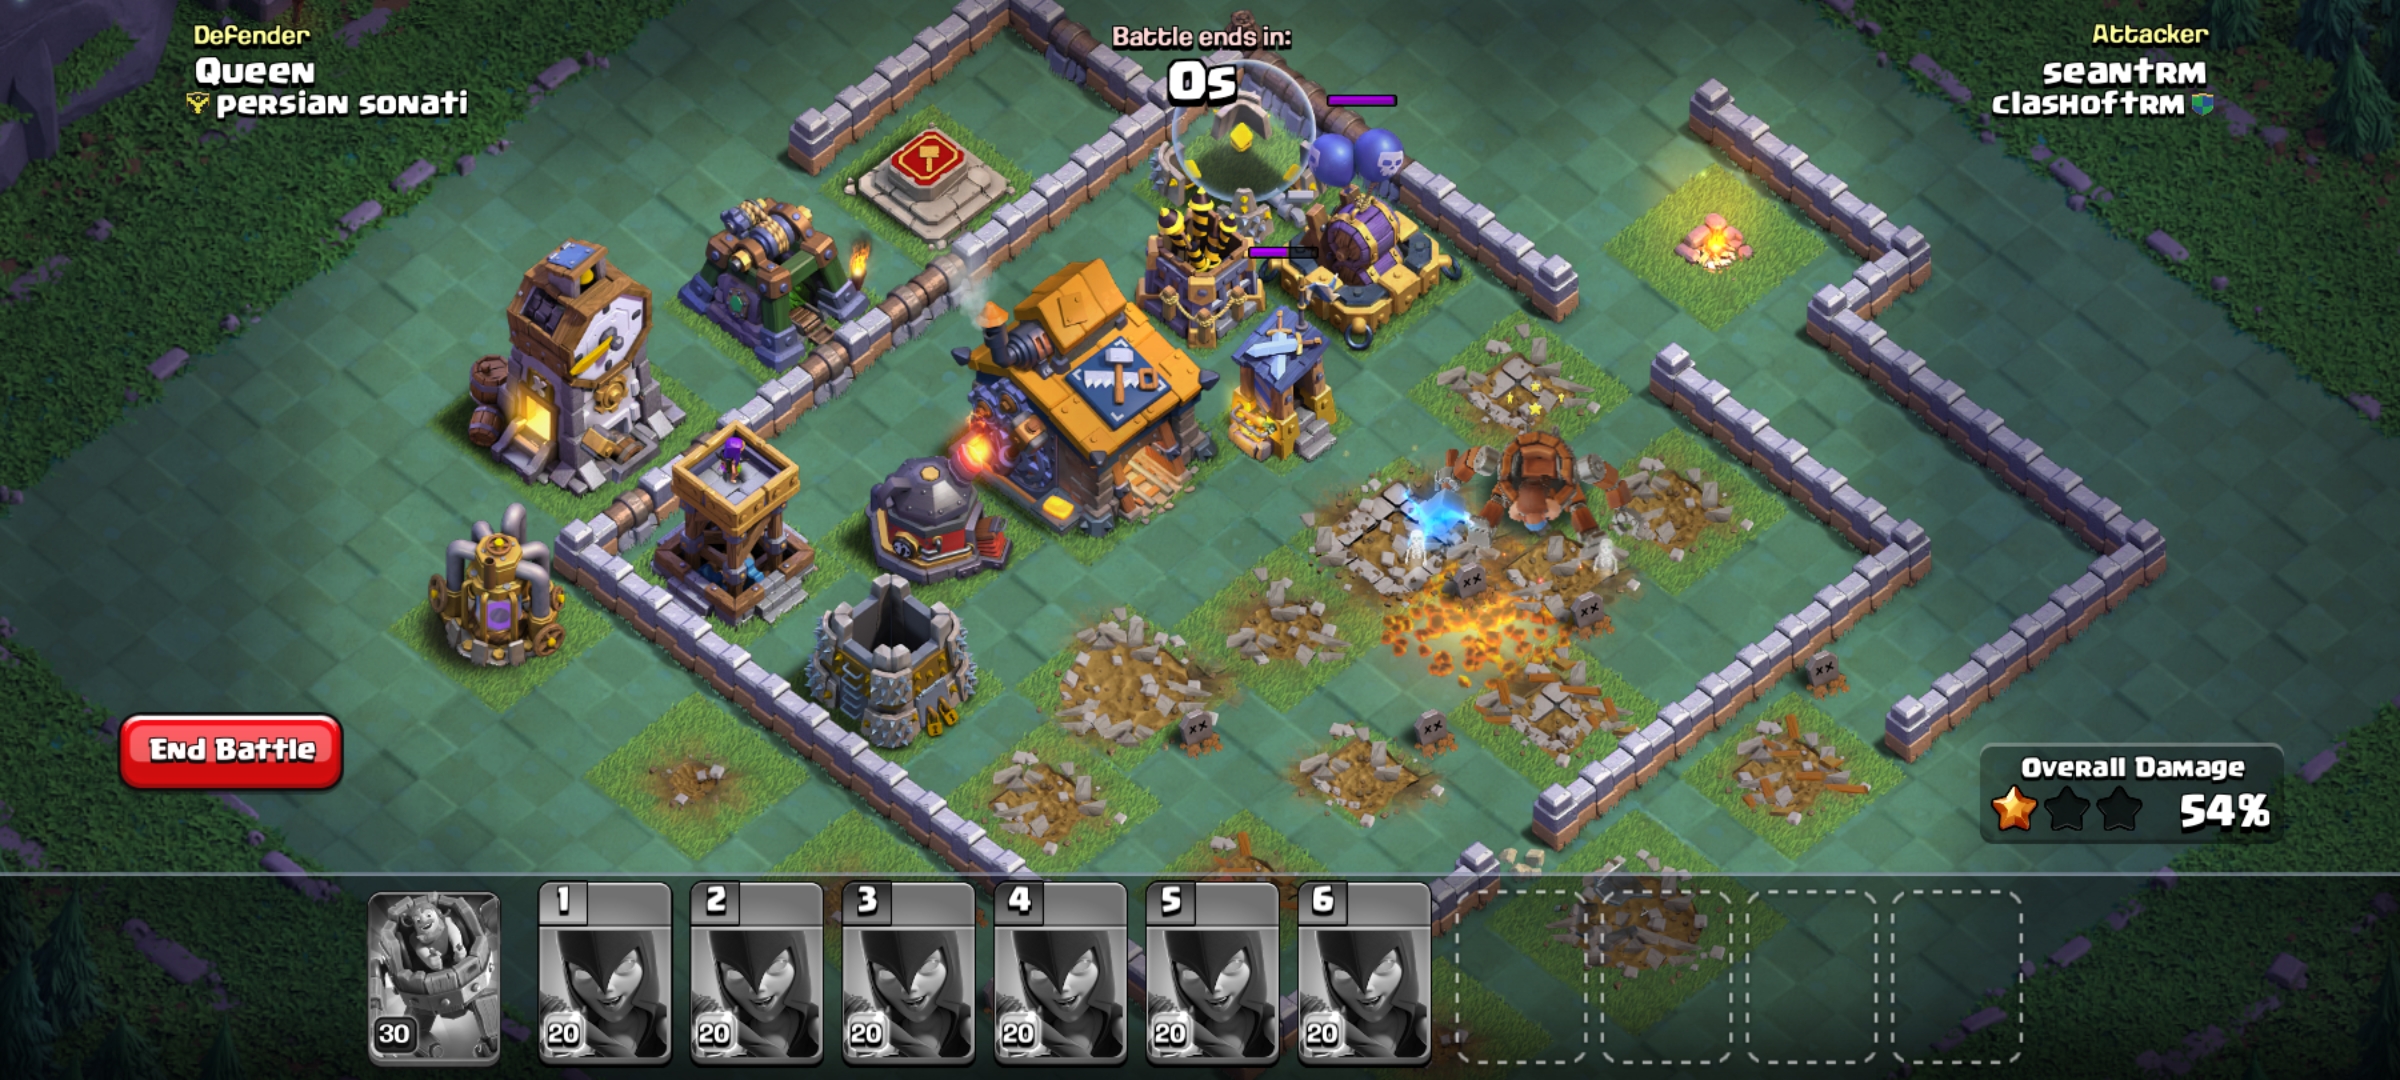 Defender
Queen
persian sonati
Battle ends in:
0s
Attacker
seantrm
clashoftrm
End Battle
Overall Damage
54%
30
1
20
2
20
3
20
4
20
5
20
6
20